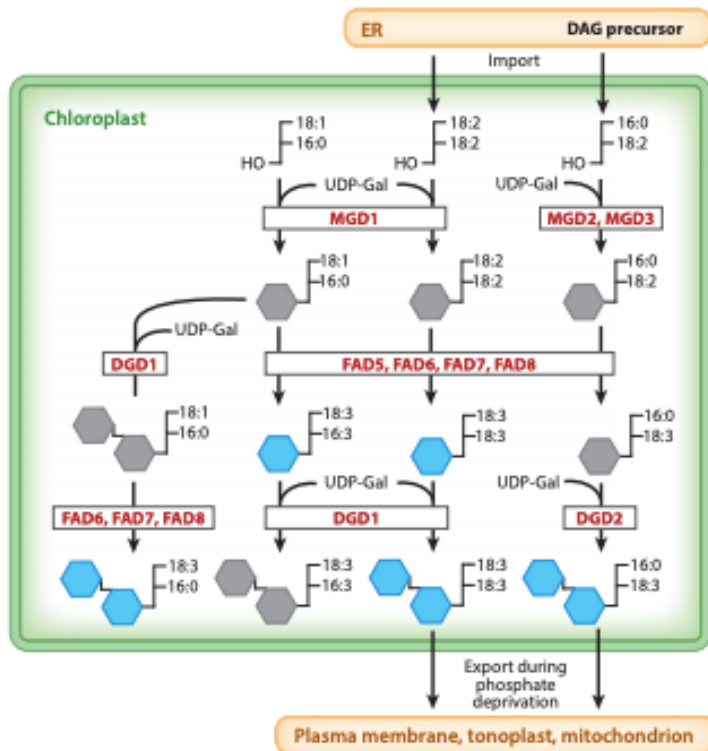 ER DAG precursor
Import
Chloroplast
18:1 18:2 16:0
16:0 18:2 18:2
HO HO HO
UDP-Gal UDP-Gal
MGD1 MGD2, MGD3
18:1 18:2 16:0
16:0 18:2 18:2
UDP-Gal
DGD1 FAD5, FAD6, FAD7, FAD8
18:1 18:3 18:3 16:0
16:0 16:3 18:3 18:3
UDP-Gal UDP-Gal
FAD6, FAD7, FAD8 DGD1 DGD2
18:3 18:3 18:3 16:0
16:0 16:3 18:3 18:3
Export during
phosphate
deprivation
Plasma membrane, tonoplast, mitochondrion